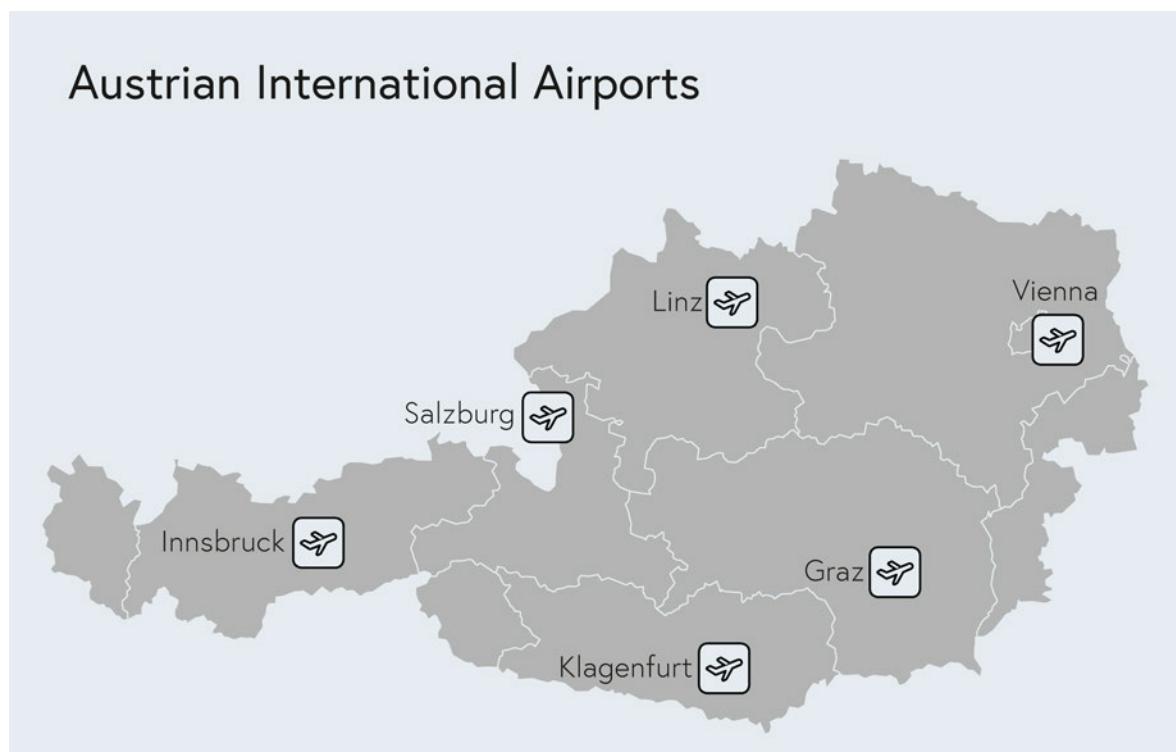 Austrian International Airports
Vienna
Linz
Salzburg
Innsbruck
Graz
Klagenfurt